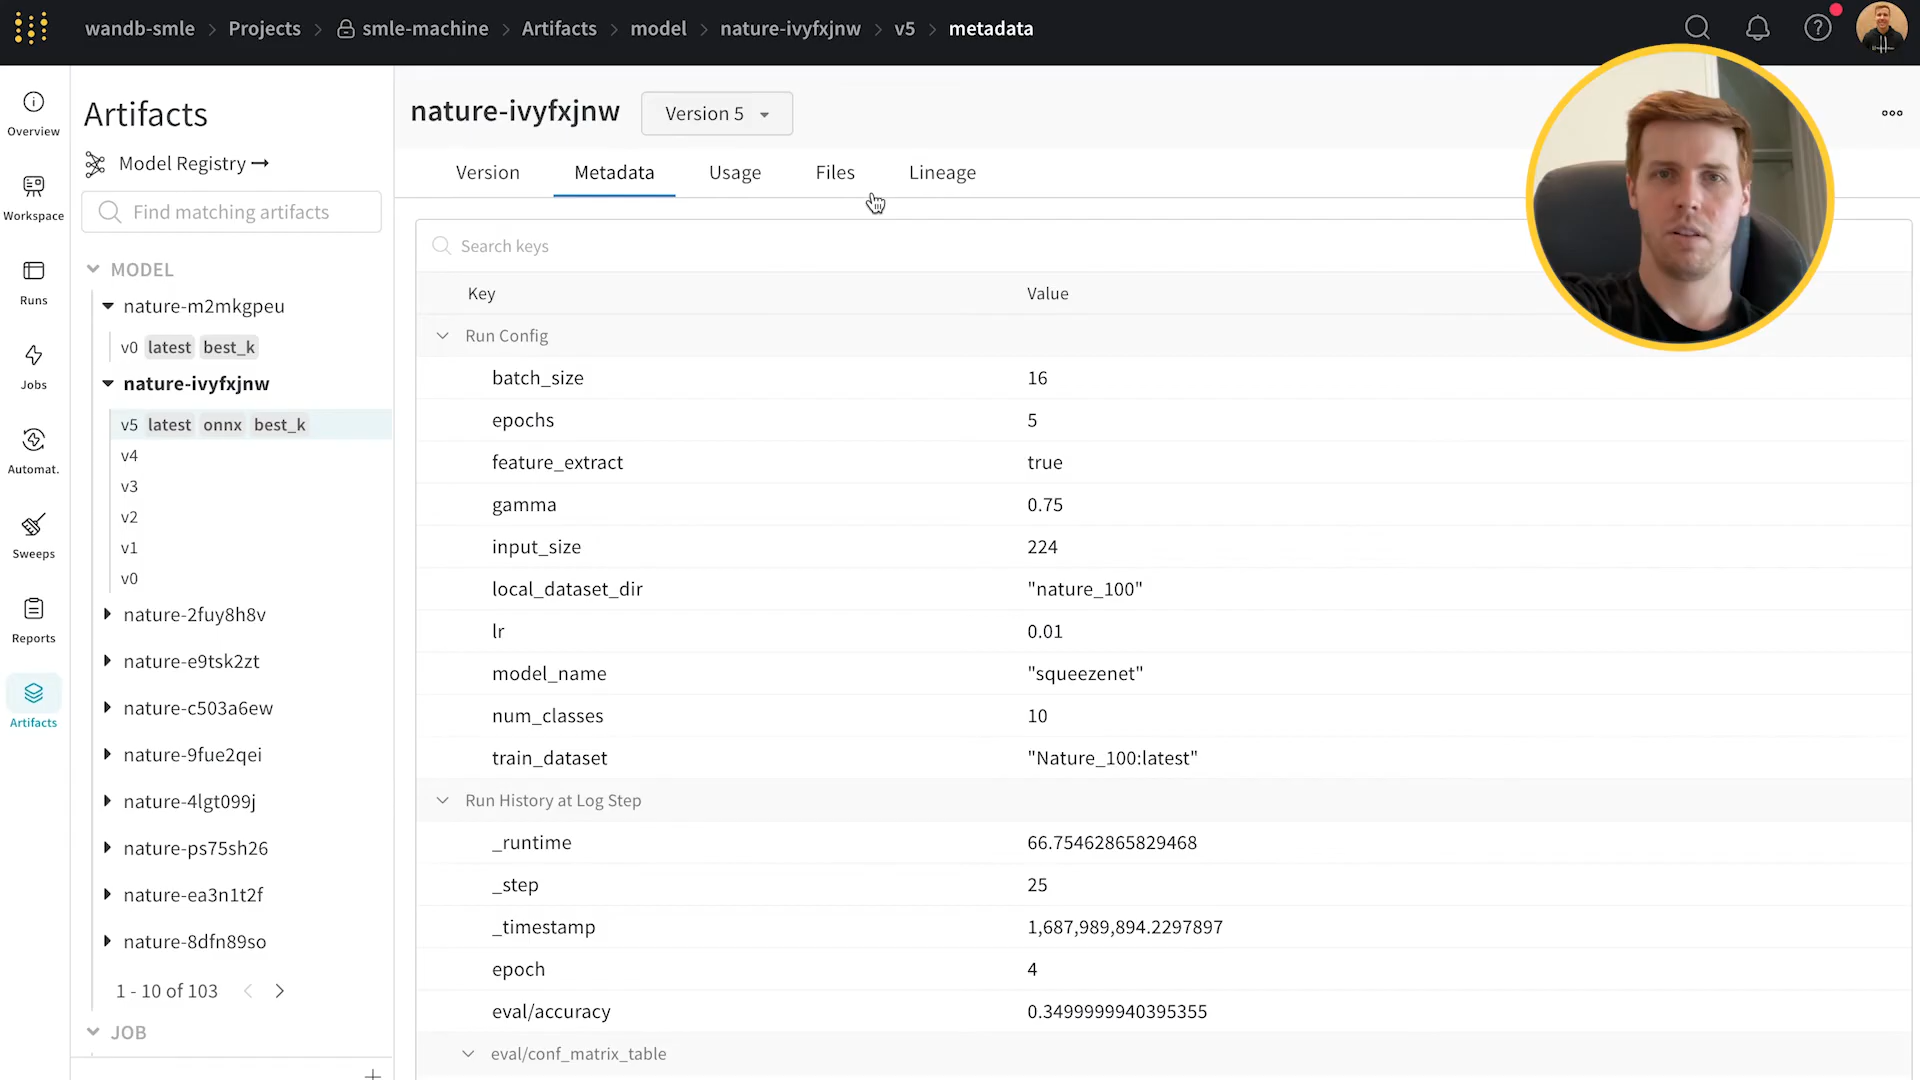 wandb-smle > Projects > smle-machine > Artifacts > model > nature-ivyfxjnw > v5 > metadata
Overview
Workspace
Runs
Jobs
Automat.
Sweeps
Reports
Artifacts
Artifacts
Model Registry →
Find matching artifacts
MODEL
nature-m2mkgpeu
v0 latest best_k
nature-ivyfxjnw
v5 latest onnx best_k
v4
v3
v2
v1
v0
nature-2fuy8h8v
nature-e9tsk2zt
nature-c503a6ew
nature-9fue2qei
nature-4lgt099j
nature-ps75sh26
nature-ea3n1t2f
nature-8dfn89so
1 - 10 of 103 < >
JOB
nature-ivyfxjnw Version 5
Version Metadata Usage Files Lineage
Search keys
Key Value
Run Config
batch_size 16
epochs 5
feature_extract true
gamma 0.75
input_size 224
local_dataset_dir "nature_100"
lr 0.01
model_name "squeezenet"
num_classes 10
train_dataset "Nature_100:latest"
Run History at Log Step
_runtime 66.75462865829468
_step 25
_timestamp 1,687,989,894.2297897
epoch 4
eval/accuracy 0.3499999940395355
eval/conf_matrix_table